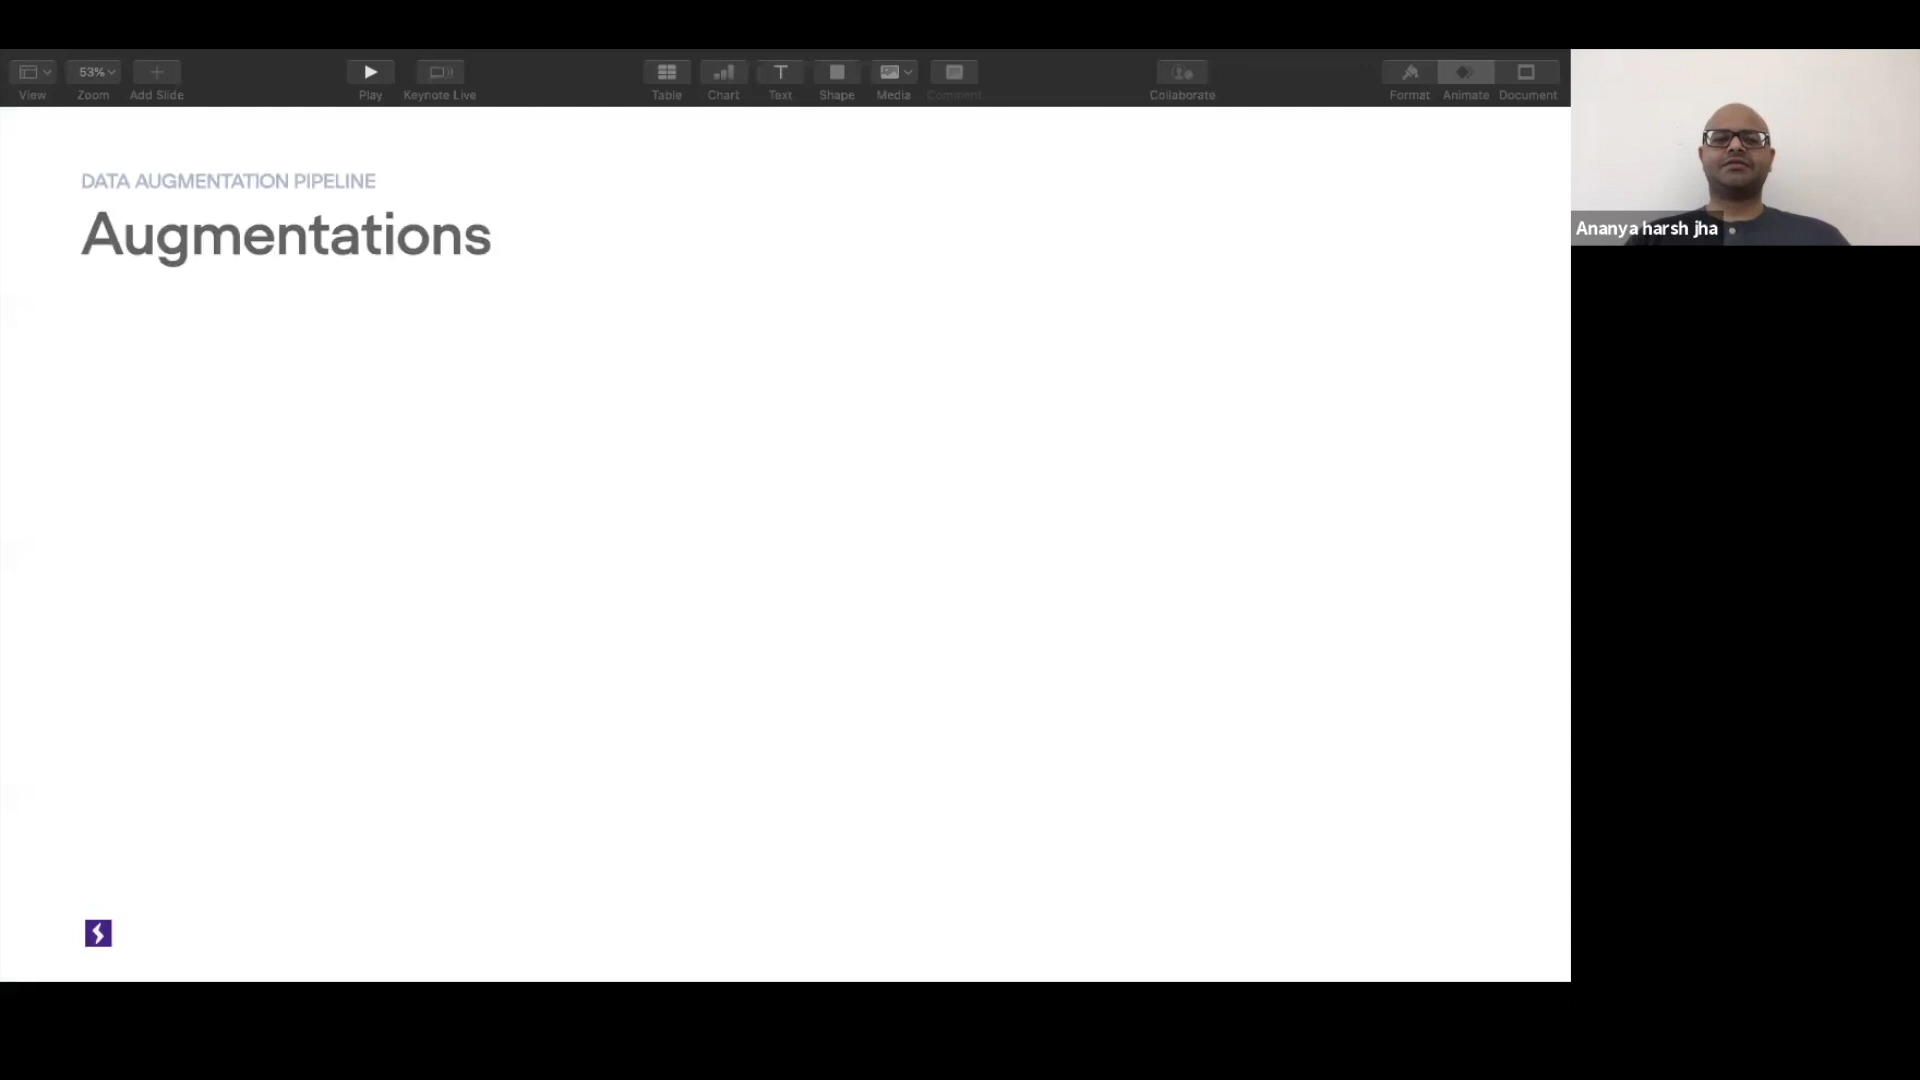 53%
View
Zoom
Add Slide
Play
Keynote Live
Table
Chart
Text
Shape
Media
Comment
Collaborate
Format
Animate
Document
DATA AUGMENTATION PIPELINE
Augmentations
Ananya harsh jha